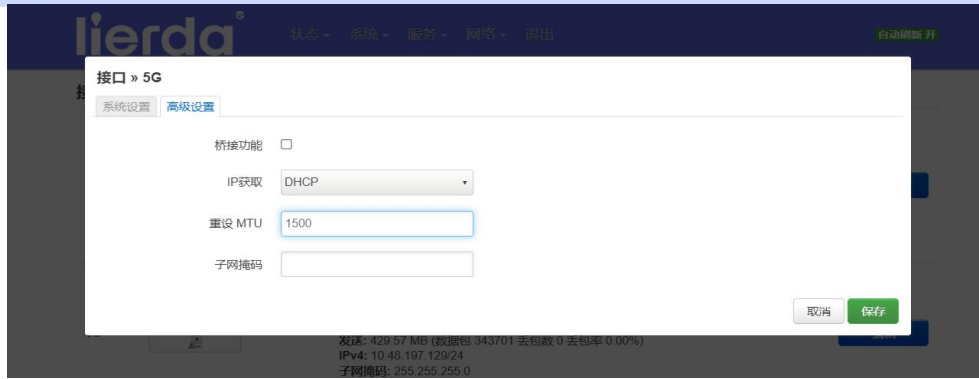 lierda®
状态 系统 服务 网络 退出
自动刷新 开
接口 » 5G
系统设置 高级设置
桥接功能
IP获取 DHCP
重设 MTU 1500
子网掩码
取消 保存
发送: 429.57 MB (数据包 343701 丢包数 0 丢包率 0.00%)
IPv4: 10.48.197.129/24
子网掩码: 255.255.255.0